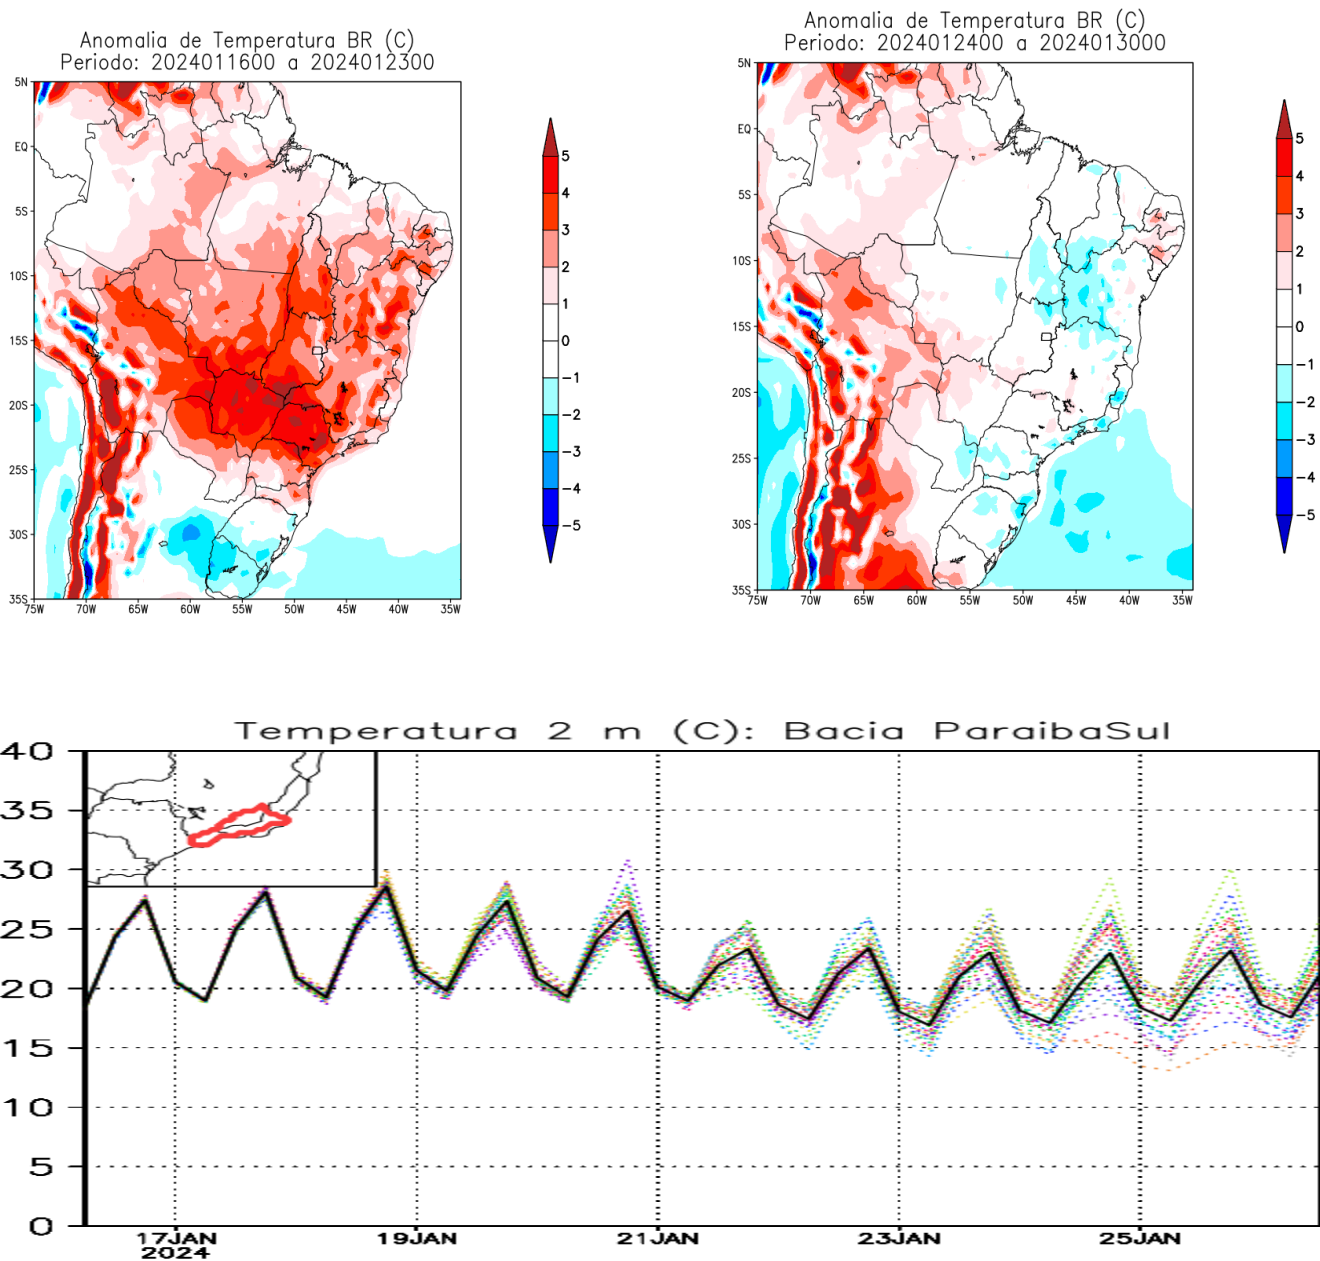 Anomalia de Temperatura BR (C)
Periodo: 2024011600 a 2024012300
5N
EQ
5S
10S
15S
20S
25S
30S
35S
75W 70W 65W 60W 55W 50W 45W 40W 35W
5
4
3
2
1
0
-1
-2
-3
-4
-5
Anomalia de Temperatura BR (C)
Periodo: 2024012400 a 2024013000
5N
EQ
5S
10S
15S
20S
25S
30S
35S
75W 70W 65W 60W 55W 50W 45W 40W 35W
5
4
3
2
1
0
-1
-2
-3
-4
-5
Temperatura 2 m (C): Bacia ParaibaSul
40
35
30
25
20
15
10
5
0
17JAN 19JAN 21JAN 23JAN 25JAN
2024